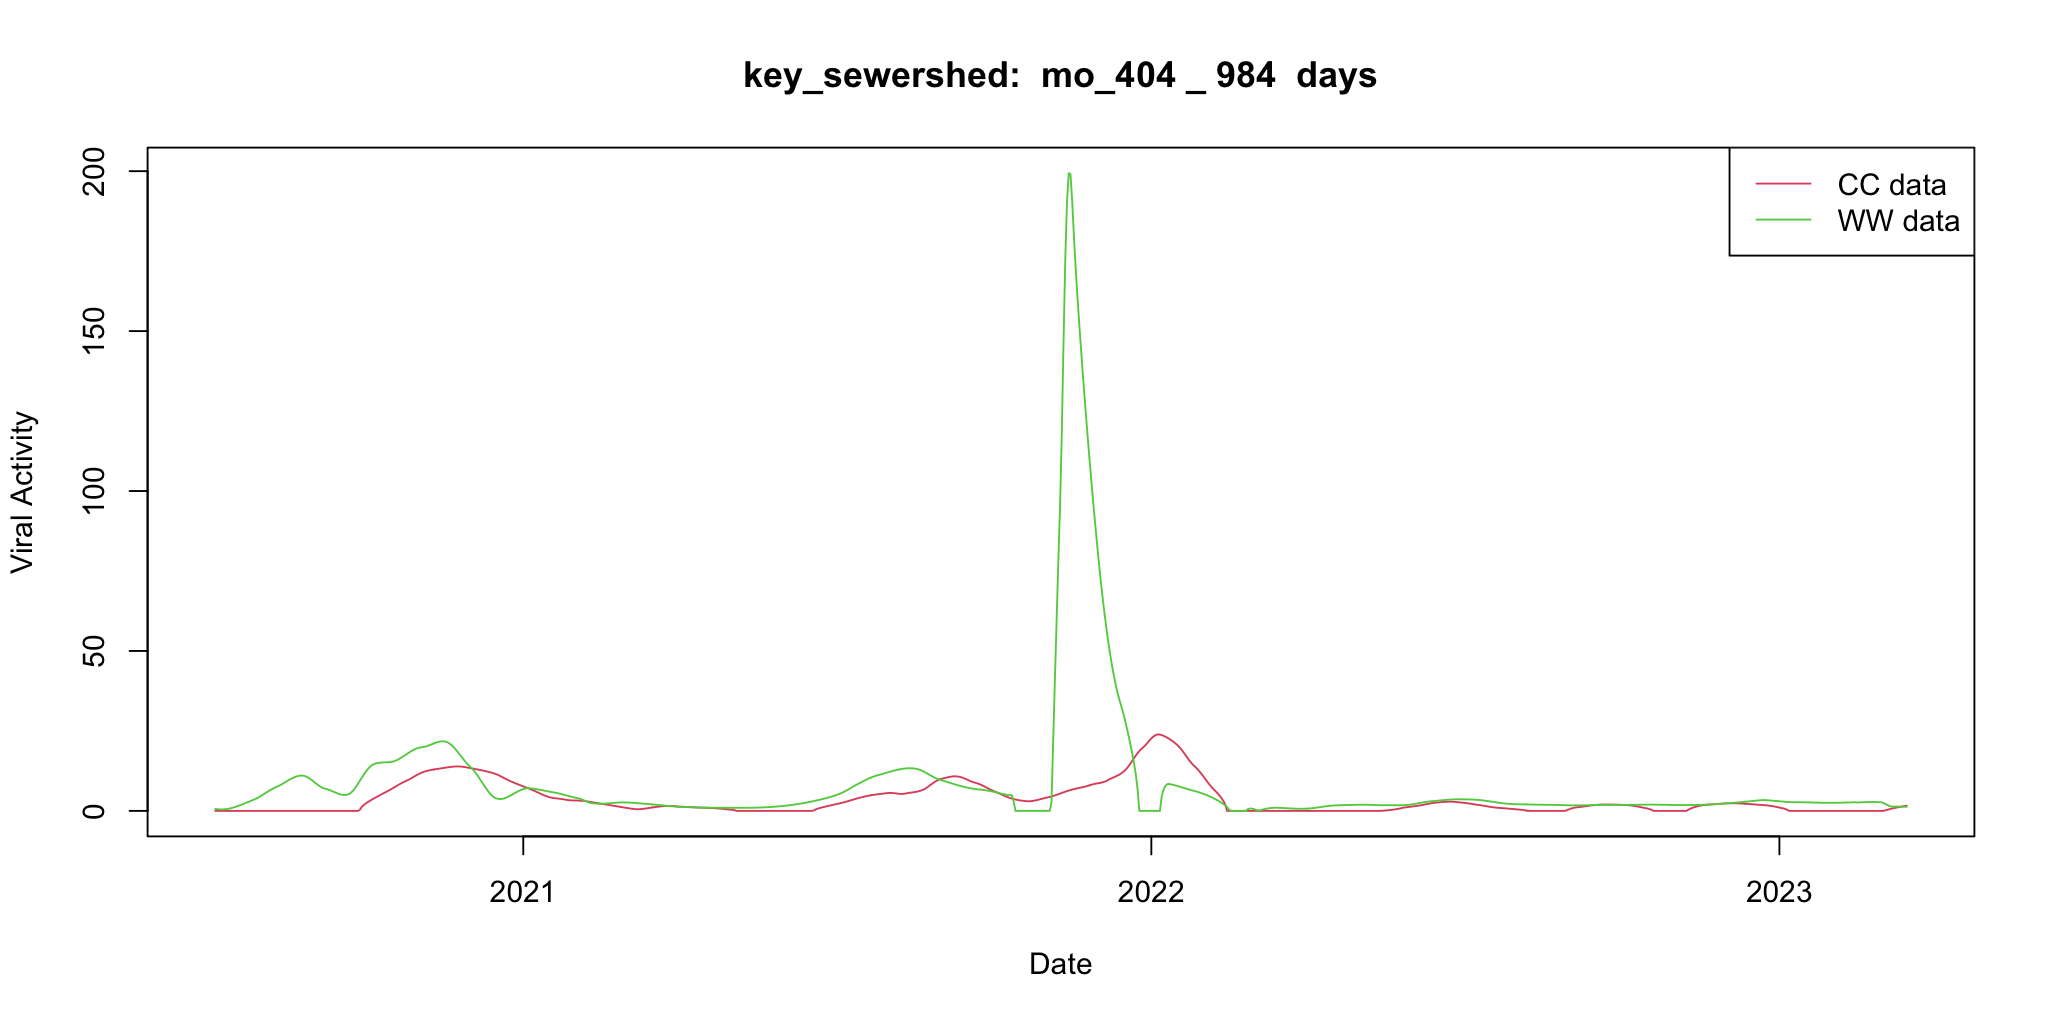 key_sewershed:  mo_404 _ 984  days
200
150
100
50
0
Viral Activity
CC data
WW data
2021
2022
2023
Date